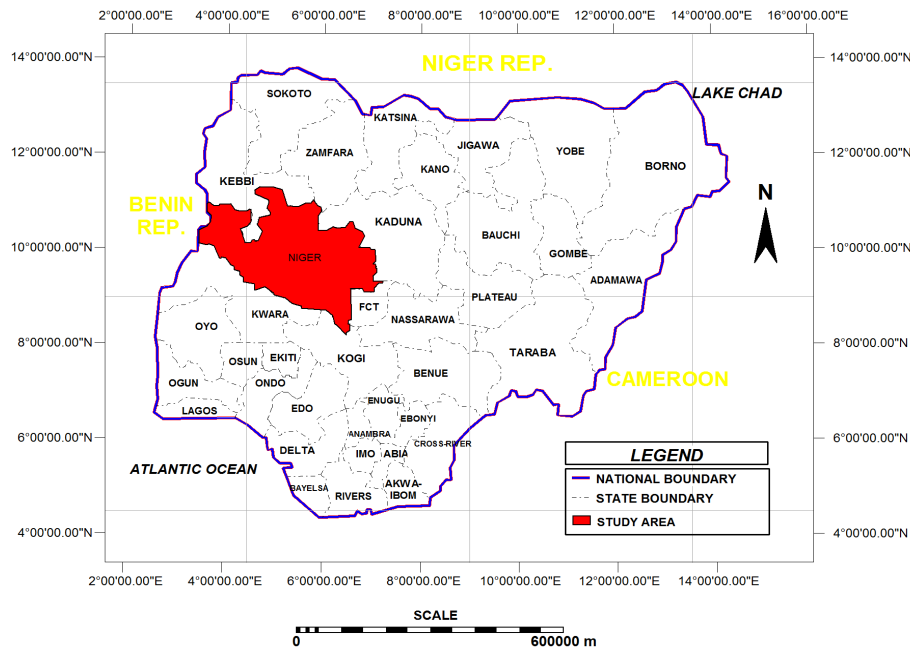 2°00'00.00"E 4°00'00.00"E 6°00'00.00"E 8°00'00.00"E 10°00'00.00"E 12°00'00.00"E 14°00'00.00"E 16°00'00.00"E
14°00'00.00"N
14°00'00.00"N
NIGER REP.
LAKE CHAD
SOKOTO
KATSINA
12°00'00.00"N
12°00'00.00"N
ZAMFARA
JIGAWA
YOBE
BORNO
KANO
KEBBI
BENIN
REP.
N
KADUNA
BAUCHI
10°00'00.00"N
10°00'00.00"N
NIGER
GOMBE
ADAMAWA
PLATEAU
FCT
KWARA
NASSARAWA
8°00'00.00"N
8°00'00.00"N
OYO
OSUN
EKITI
KOGI
TARABA
BENUE
OGUN
ONDO
CAMEROON
LAGOS
EDO
ENUGU
EBONYI
6°00'00.00"N
6°00'00.00"N
ANAMBRA
CROSS-RIVER
DELTA
IMO
ABIA
ATLANTIC OCEAN
BAYELSA
RIVERS
AKWA-
IBOM
LEGEND
NATIONAL BOUNDARY
STATE BOUNDARY
STUDY AREA
4°00'00.00"N
4°00'00.00"N
2°00'00.00"E 4°00'00.00"E 6°00'00.00"E 8°00'00.00"E 10°00'00.00"E 12°00'00.00"E 14°00'00.00"E
SCALE
0 600000 m